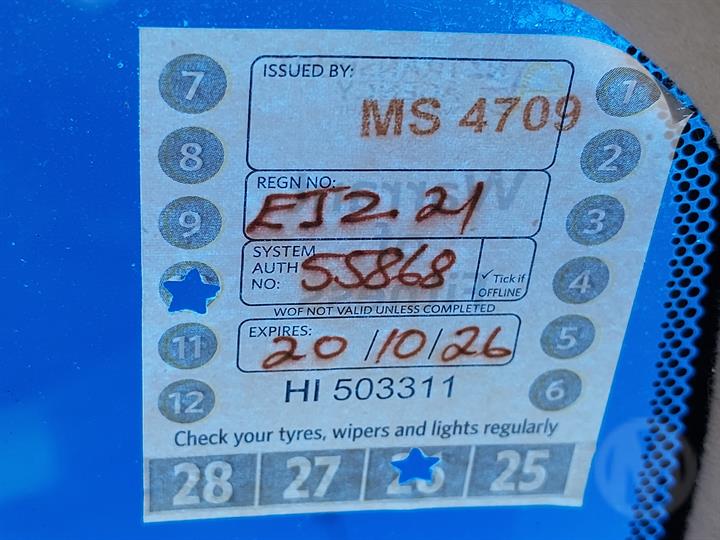 7
ISSUED BY:
1
MS 4709
8
2
REGN NO:
EJZ 21
9
3
SYSTEM
AUTH
NO:
55868
✓ Tick if
OFFLINE
4
WOF NOT VALID UNLESS COMPLETED
11
EXPIRES:
20/10/26
5
12
HI 503311
6
Check your tyres, wipers and lights regularly
28 27 26 25